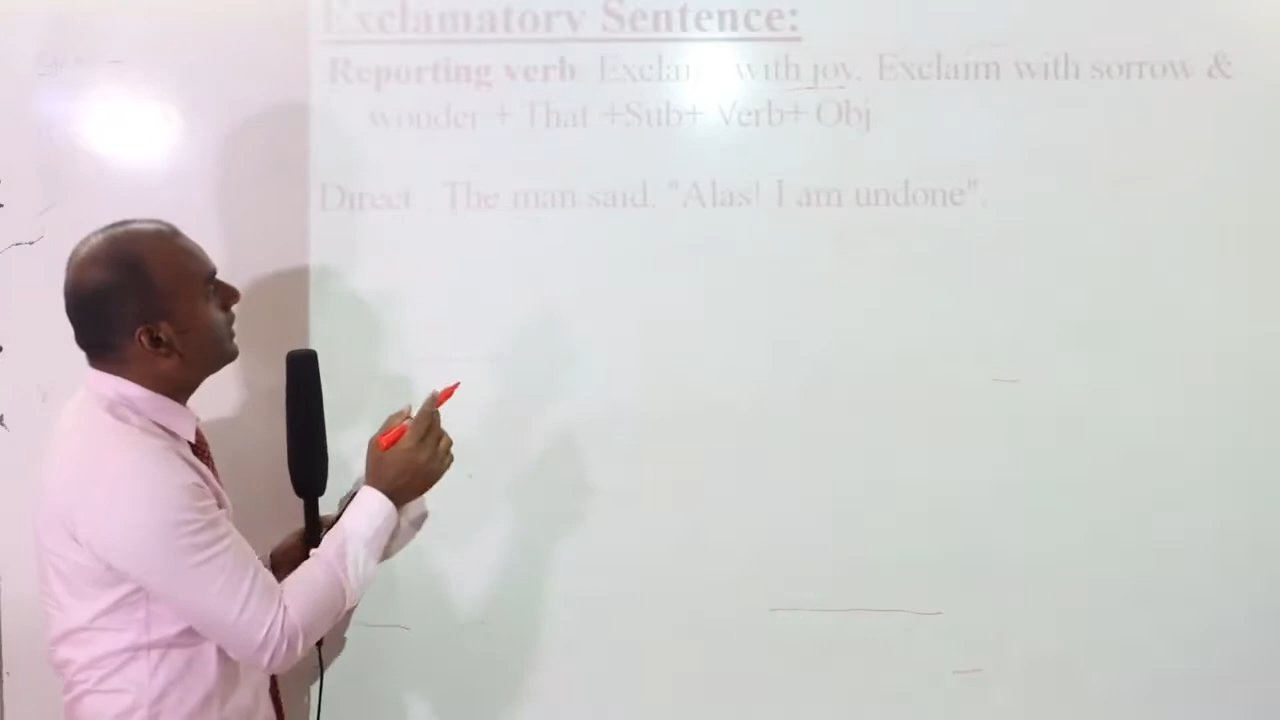 Exclamatory Sentence:
Reporting verb Exclaim with joy, Exclaim with sorrow &
wonder + That +Sub+ Verb+ Obj
Direct : The man said, "Alas! I am undone".